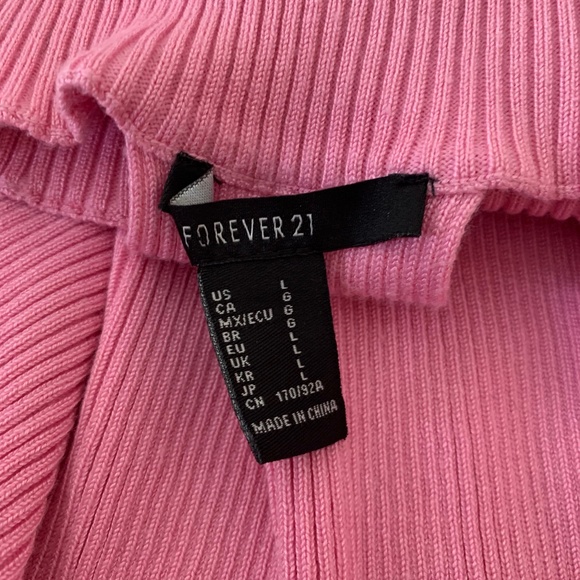 FOREVER 21
US L
CA G
MX/ECU G
BR G
EU L
UK L
KR L
JP L
CN 170/92A
MADE IN CHINA